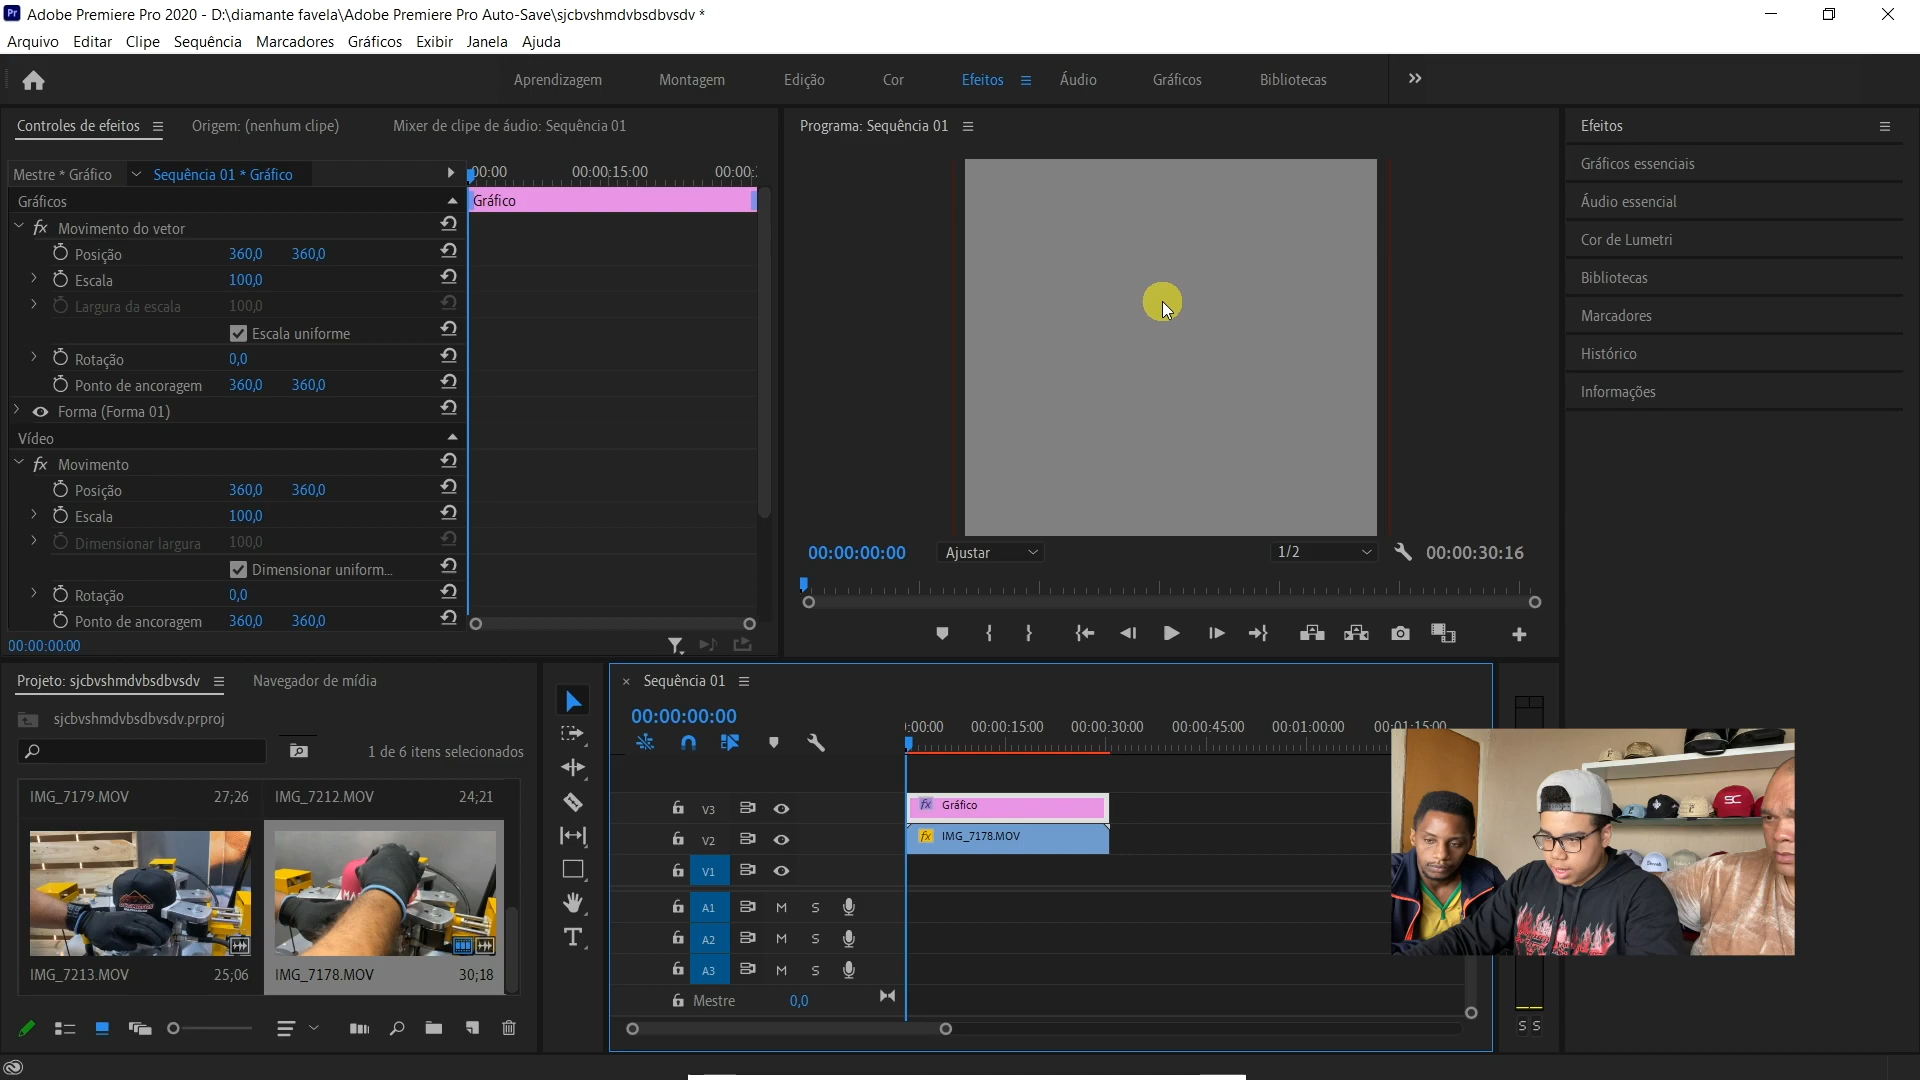 Adobe Premiere Pro 2020 - D:\diamante favela\Adobe Premiere Pro Auto-Save\sjcbvshmdvbsdbvsdv *
Arquivo Editar Clipe Sequência Marcadores Gráficos Exibir Janela Ajuda
Aprendizagem Montagem Edição Cor Efeitos Áudio Gráficos Bibliotecas
Controles de efeitos Origem: (nenhum clipe) Mixer de clipe de áudio: Sequência 01
Mestre * Gráfico Sequência 01 * Gráfico
00:00 00:00:15:00 00:00:
Gráficos
Gráfico
fx Movimento do vetor
Posição 360,0 360,0
Escala 100,0
Largura da escala 100,0
Escala uniforme
Rotação 0,0
Ponto de ancoragem 360,0 360,0
Forma (Forma 01)
Vídeo
fx Movimento
Posição 360,0 360,0
Escala 100,0
Dimensionar largura 100,0
Dimensionar uniform...
Rotação 0,0
Ponto de ancoragem 360,0 360,0
00:00:00:00
Programa: Sequência 01
00:00:00:00 Ajustar 1/2 00:00:30:16
Efeitos
Gráficos essenciais
Áudio essencial
Cor de Lumetri
Bibliotecas
Marcadores
Histórico
Informações
Projeto: sjcbvshmdvbsdbvsdv Navegador de mídia
sjcbvshmdvbsdbvsdv.prproj
1 de 6 itens selecionados
IMG_7179.MOV 27;26 IMG_7212.MOV 24;21
IMG_7213.MOV 25;06 IMG_7178.MOV 30;18
Sequência 01
00:00:00:00
:00:00 00:00:15:00 00:00:30:00 00:00:45:00 00:01:00:00 00:01:15:00
V3 fx Gráfico
V2 fx IMG_7178.MOV
V1
A1 M S
A2 M S
A3 M S
Mestre 0,0
S S
SC